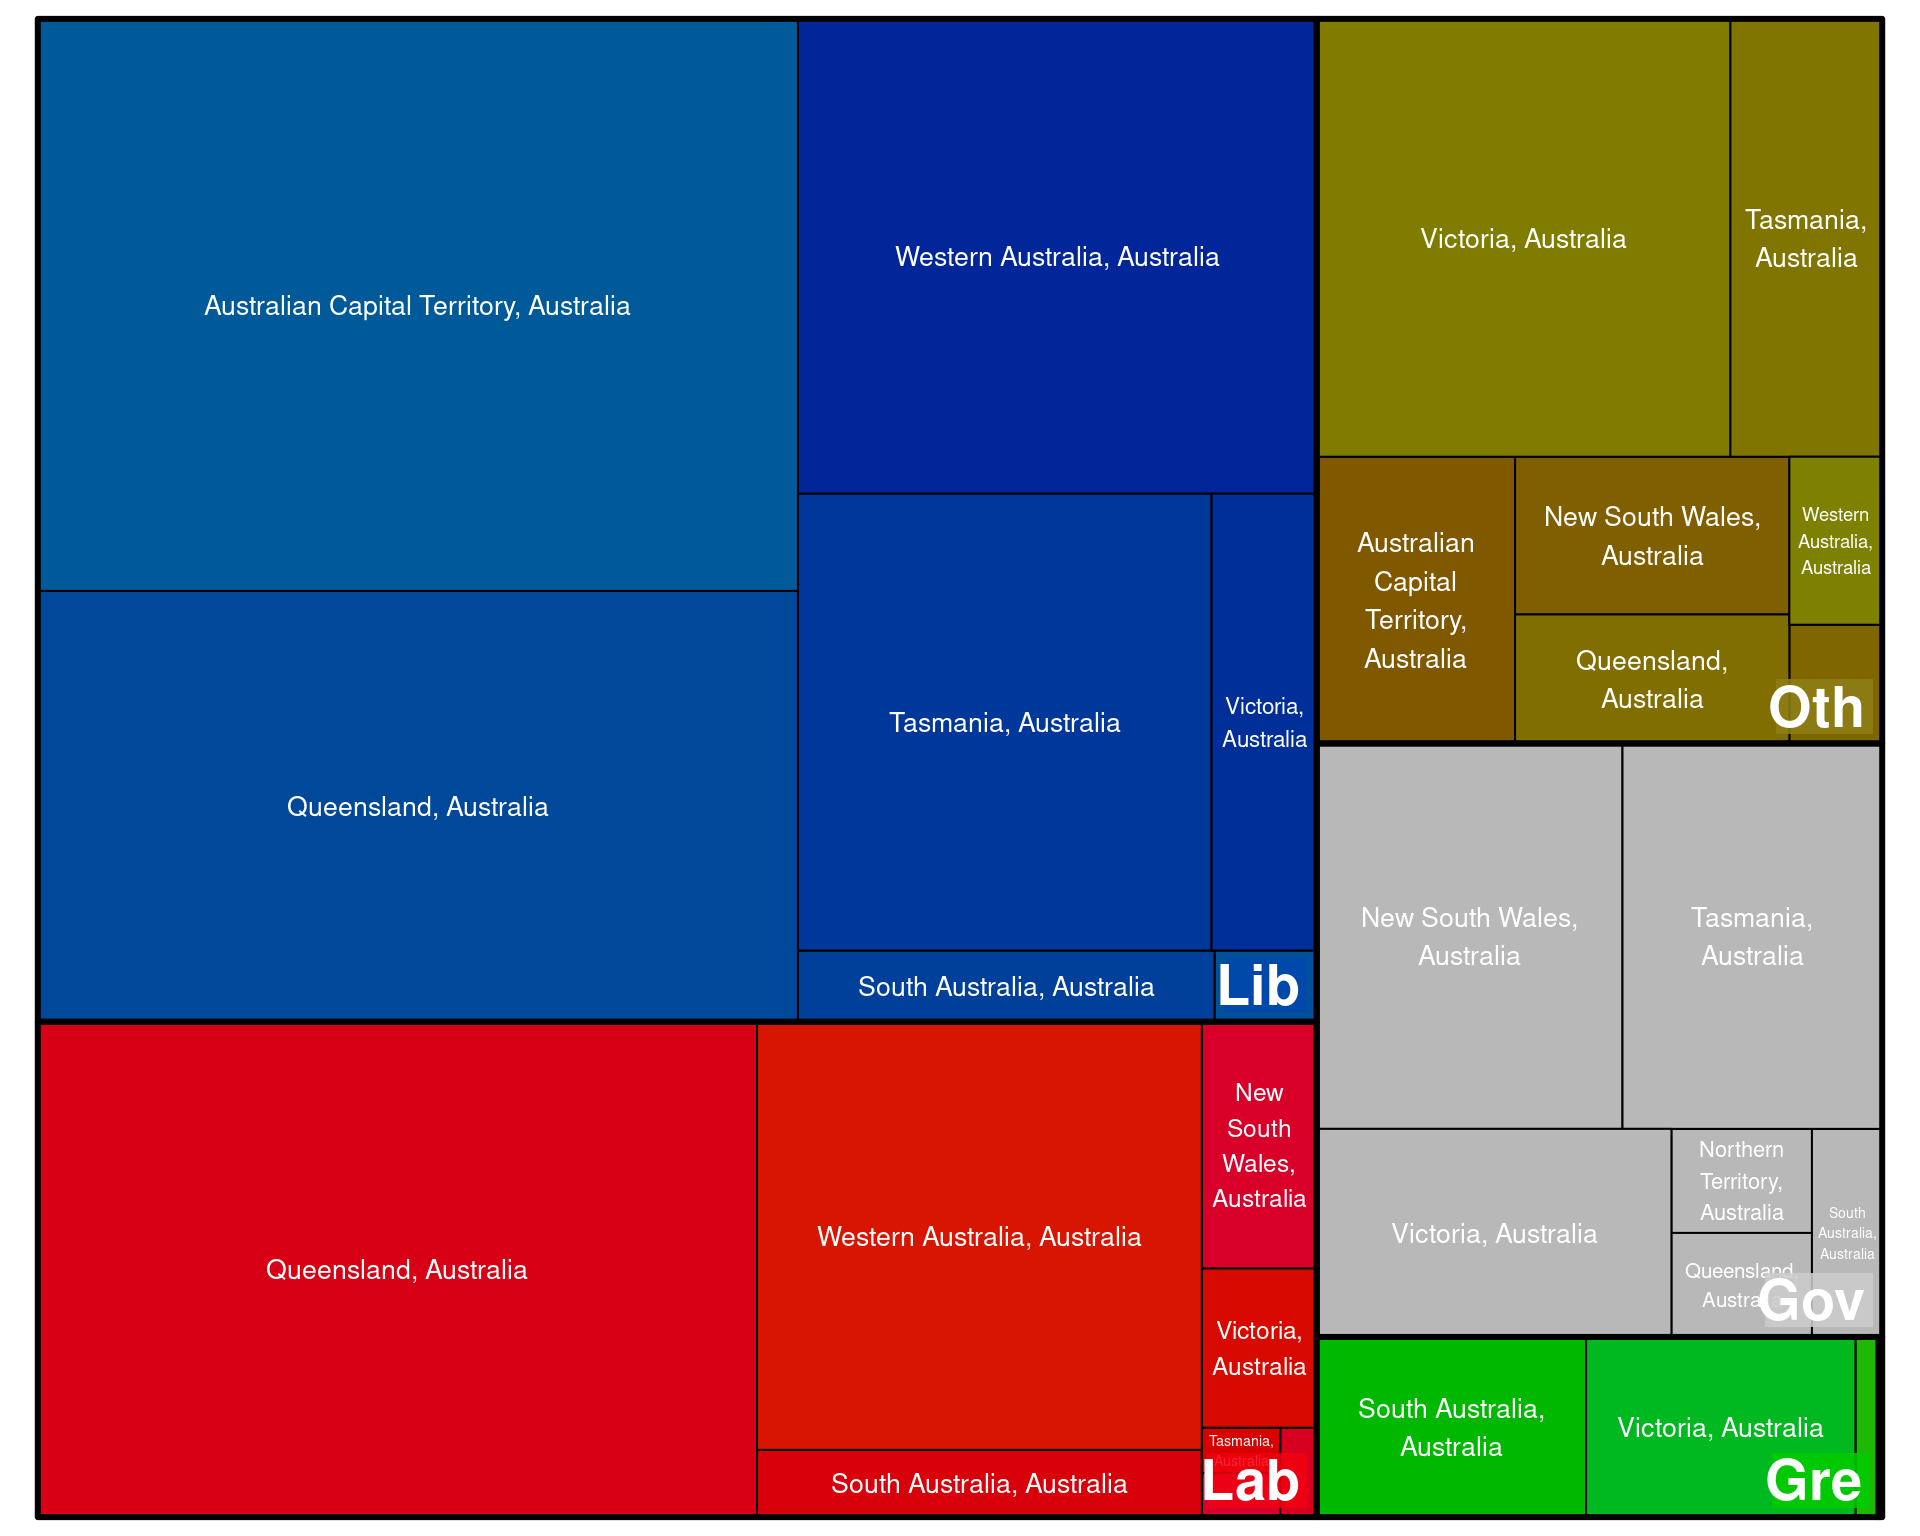 Australian Capital Territory, Australia
Western Australia, Australia
Queensland, Australia
Tasmania, Australia
Victoria,
Australia
South Australia, Australia
Lib
Victoria, Australia
Tasmania,
Australia
Australian
Capital
Territory,
Australia
New South Wales,
Australia
Western
Australia,
Australia
Queensland,
Australia
Oth
New South Wales,
Australia
Tasmania,
Australia
Victoria, Australia
Northern
Territory,
Australia
South
Australia,
Australia
Queensland,
Australia
Gov
Queensland, Australia
Western Australia, Australia
New
South
Wales,
Australia
Victoria,
Australia
South Australia, Australia
Tasmania,
Australia
Lab
South Australia,
Australia
Victoria, Australia
Gre